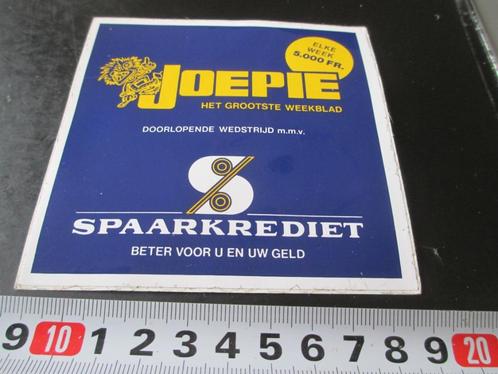 ELKE
WEEK
5.000 FR.
JOEPIE
HET GROOTSTE WEEKBLAD
DOORLOPENDE WEDSTRIJD m.m.v.
S
SPAARKREDIET
BETER VOOR U EN UW GELD
9 10 1 2 3 4 5 6 7 8 9 20